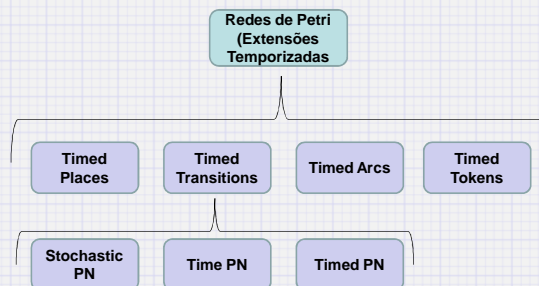 Redes de Petri
(Extensões
Temporizadas
Timed
Places
Timed
Transitions
Timed Arcs
Timed
Tokens
Stochastic
PN
Time PN
Timed PN